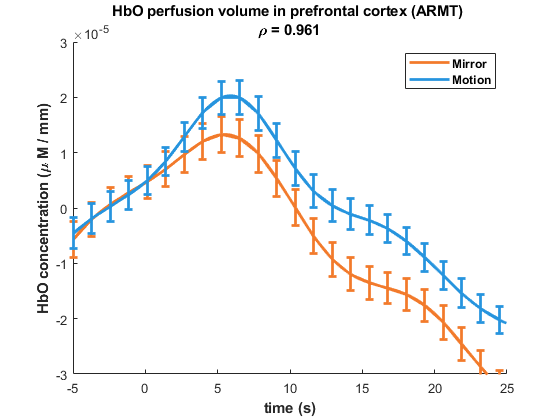 HbO perfusion volume in prefrontal cortex (ARMT)
ρ = 0.961
×10⁻⁵
Mirror
Motion
3
2
1
0
-1
-2
-3
HbO concentration (μ M / mm)
-5 0 5 10 15 20 25
time (s)